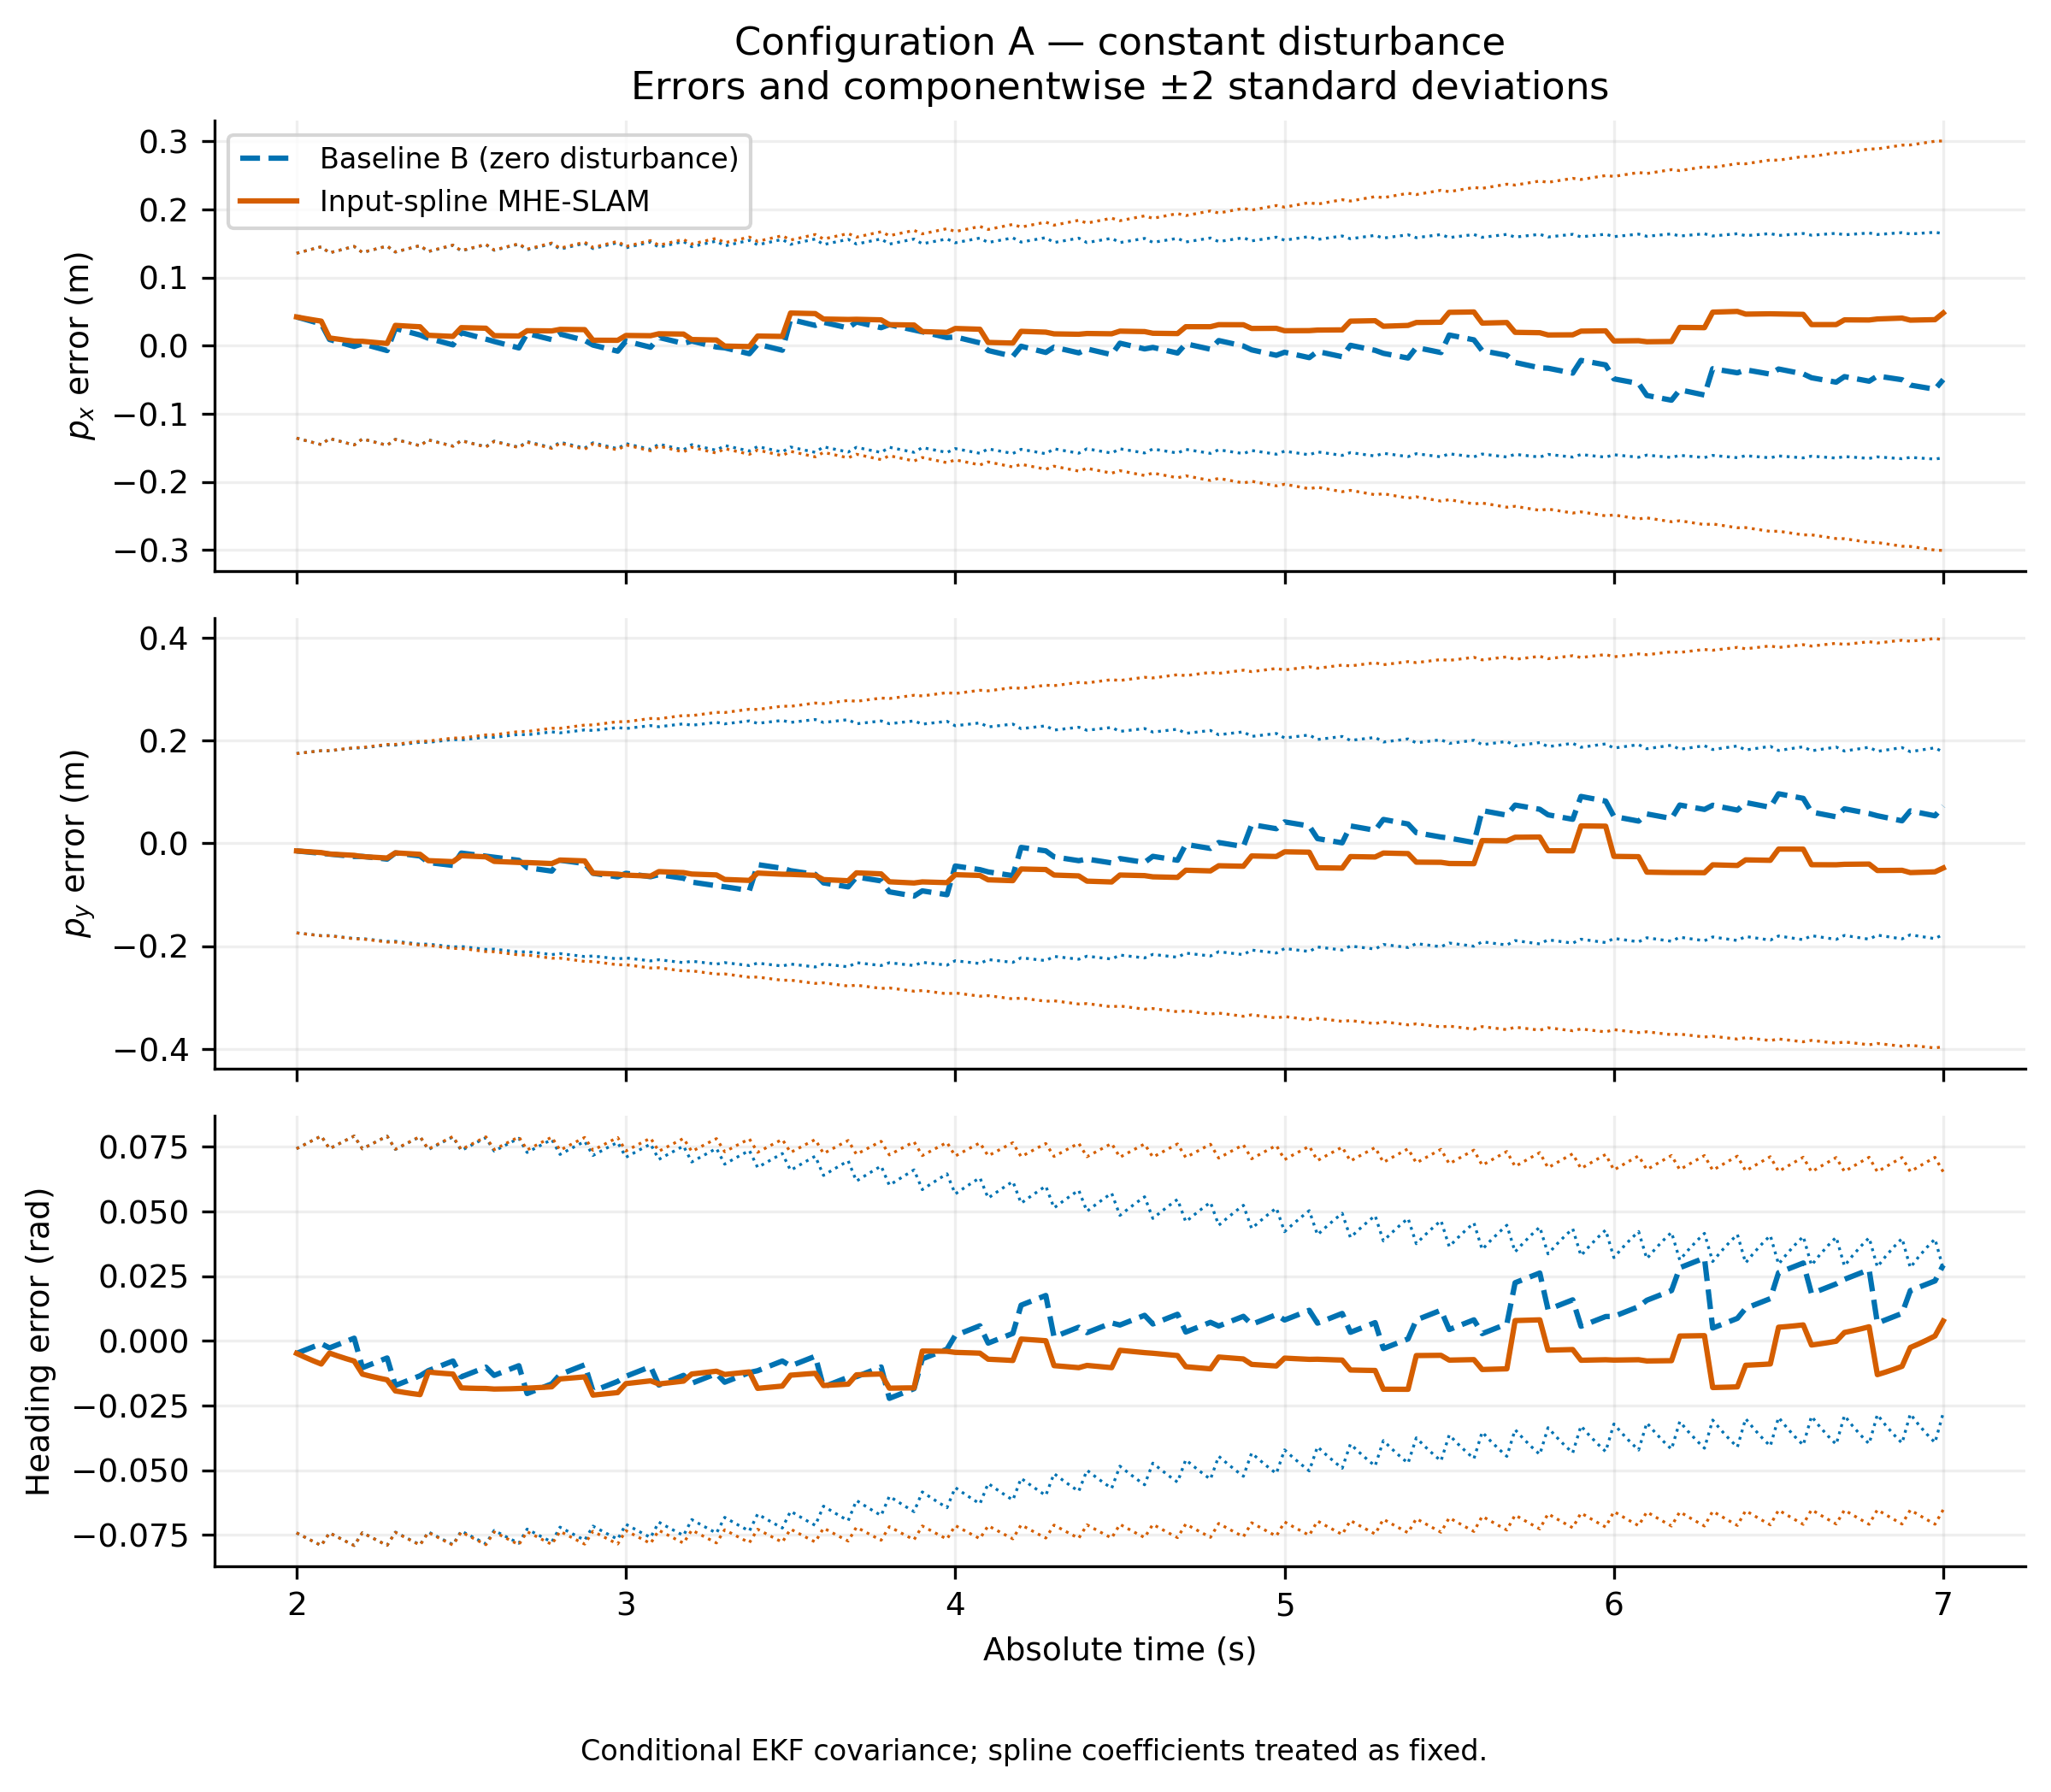 Configuration A — constant disturbance
Errors and componentwise ±2 standard deviations
Baseline B (zero disturbance)
Input-spline MHE-SLAM
p_x error (m)
0.3
0.2
0.1
0.0
−0.1
−0.2
−0.3
p_y error (m)
0.4
0.2
0.0
−0.2
−0.4
Heading error (rad)
0.075
0.050
0.025
0.000
−0.025
−0.050
−0.075
2 3 4 5 6 7
Absolute time (s)
Conditional EKF covariance; spline coefficients treated as fixed.